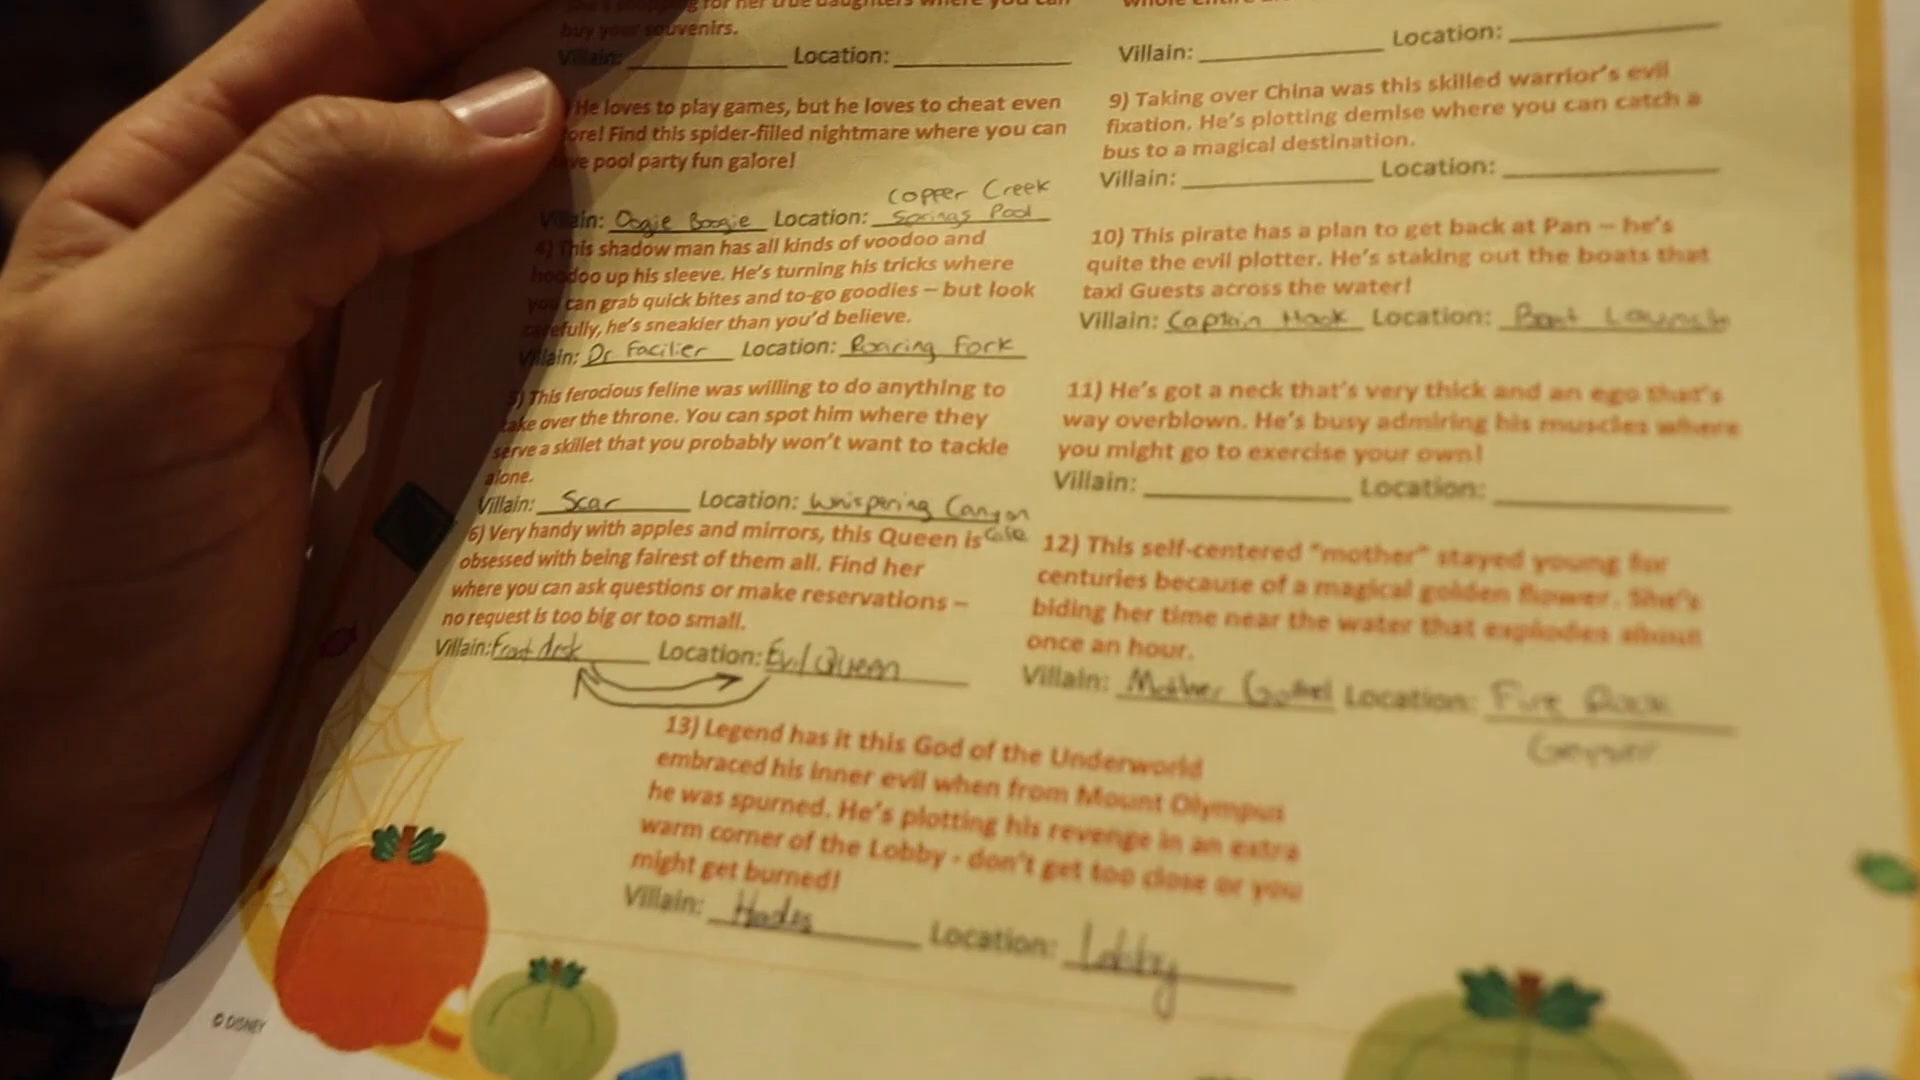 for her true daughters where you can
buy your souvenirs.
Villain: Location:
He loves to play games, but he loves to cheat even
ore! Find this spider-filled nightmare where you can
ve pool party fun galore!
Copper Creek
Villain: Oogie Boogie Location: Springs Pool
4) This shadow man has all kinds of voodoo and
hoodoo up his sleeve. He's turning his tricks where
you can grab quick bites and to-go goodies – but look
carefully, he's sneakier than you'd believe.
Villain: Dr Facilier Location: Roaring Fork
5) This ferocious feline was willing to do anything to
take over the throne. You can spot him where they
serve a skillet that you probably won't want to tackle
alone.
Villain: Scar Location: Whispering Canyon
Cafe
6) Very handy with apples and mirrors, this Queen is
obsessed with being fairest of them all. Find her
where you can ask questions or make reservations –
no request is too big or too small.
Villain: Front desk Location: Evil Queen
Villain: Location:
9) Taking over China was this skilled warrior's evil
fixation. He's plotting demise where you can catch a
bus to a magical destination.
Villain: Location:
10) This pirate has a plan to get back at Pan – he's
quite the evil plotter. He's staking out the boats that
taxi Guests across the water!
Villain: Captain Hook Location: Boat Launch
11) He's got a neck that's very thick and an ego that's
way overblown. He's busy admiring his muscles where
you might go to exercise your own!
Villain: Location:
12) This self-centered "mother" stayed young for
centuries because of a magical golden flower. She's
biding her time near the water that explodes about
once an hour.
Villain: Mother Gothel Location: Fire Rock
Geyser
13) Legend has it this God of the Underworld
embraced his inner evil when from Mount Olympus
he was spurned. He's plotting his revenge in an extra
warm corner of the Lobby - don't get too close or you
might get burned!
Villain: Hades Location: Lobby
© DISNEY